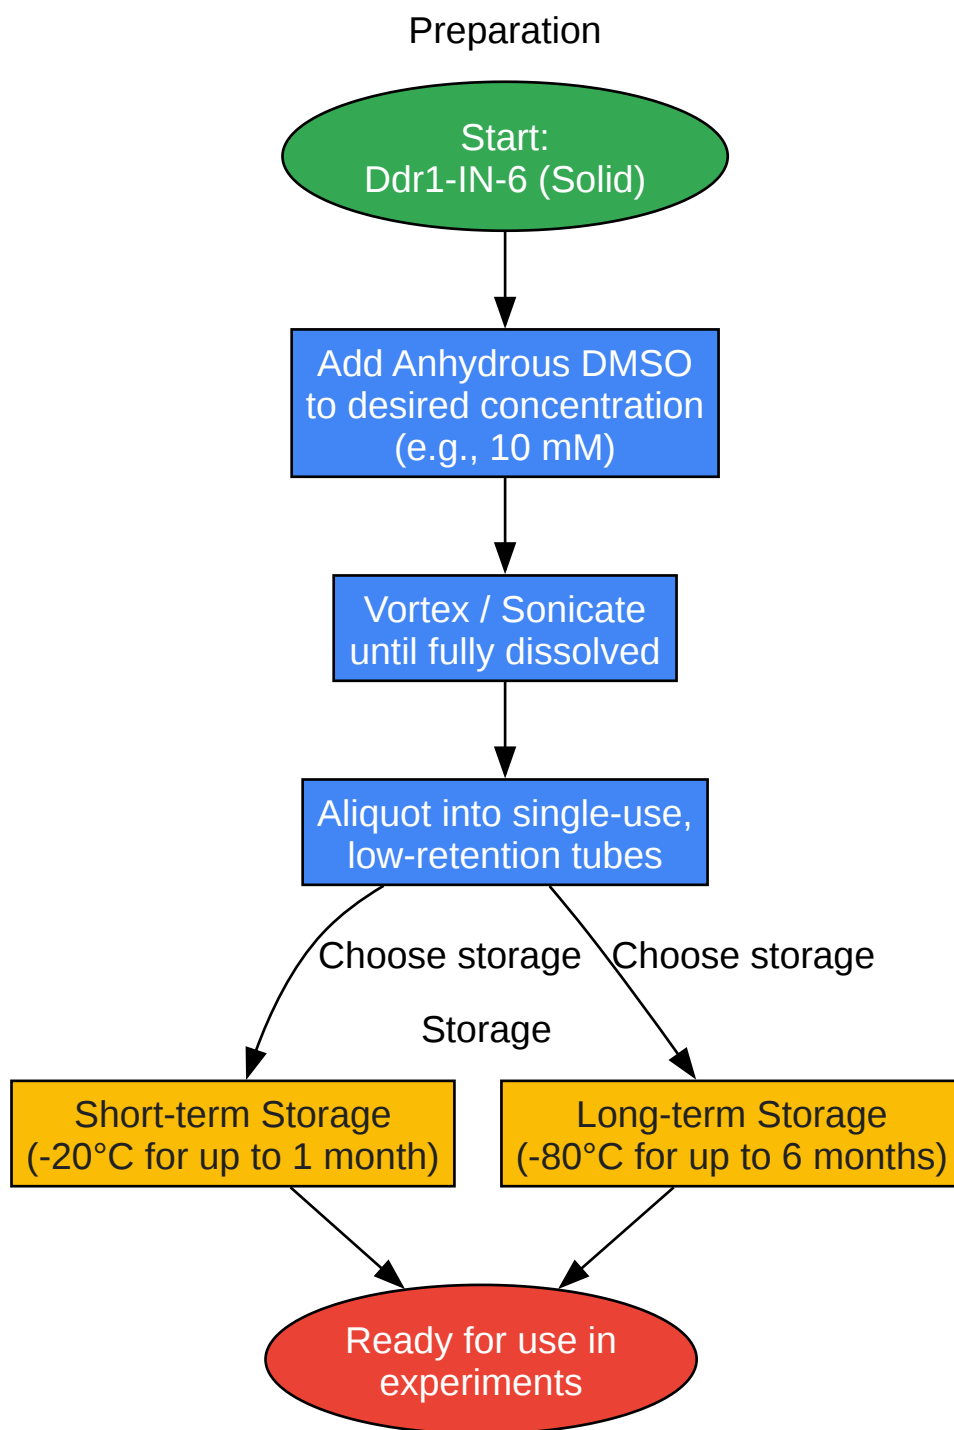 Preparation
Start:
Ddr1-IN-6 (Solid)
Add Anhydrous DMSO
to desired concentration
(e.g., 10 mM)
Vortex / Sonicate
until fully dissolved
Aliquot into single-use,
low-retention tubes
Choose storage
Choose storage
Storage
Short-term Storage
(-20°C for up to 1 month)
Long-term Storage
(-80°C for up to 6 months)
Ready for use in
experiments